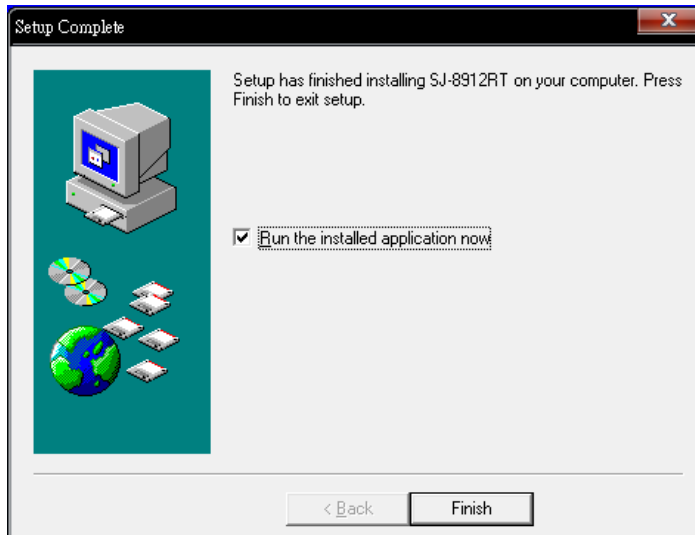 Setup Complete
Setup has finished installing SJ-8912RT on your computer. Press
Finish to exit setup.
Run the installed application now
< Back
Finish